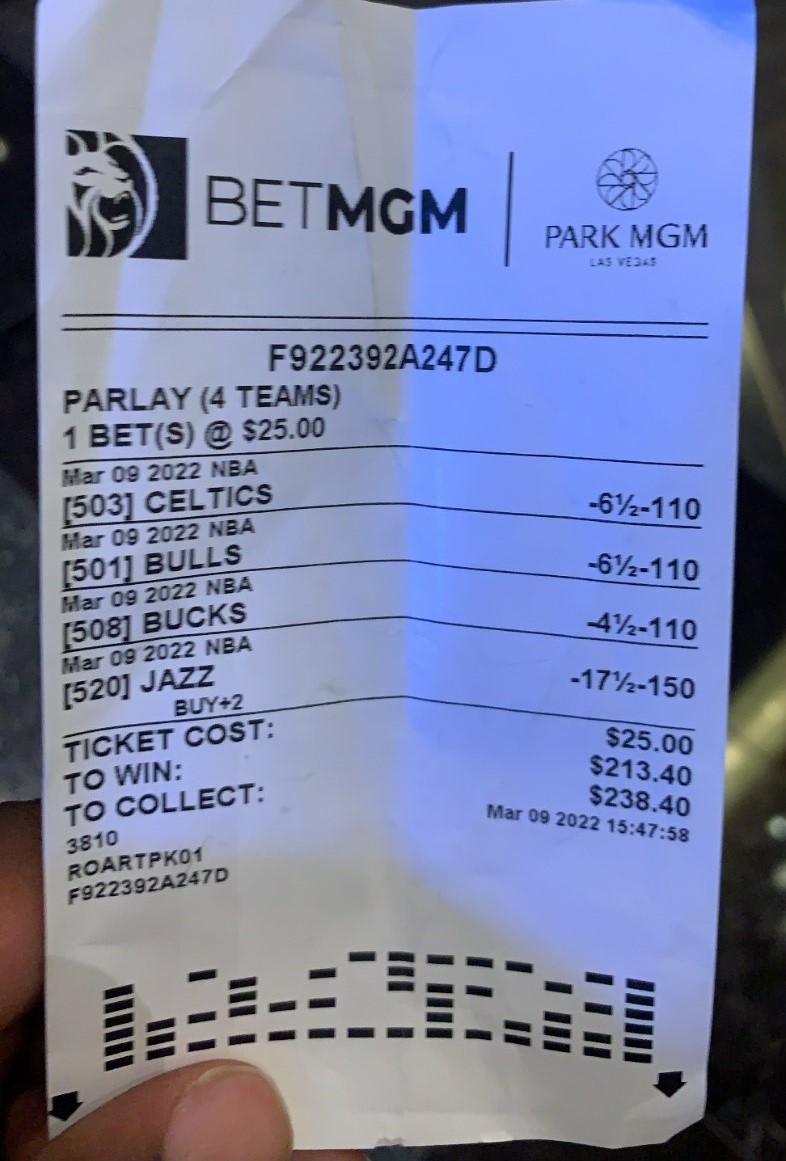 BETMGM
PARK MGM
LAS VEGAS
F922392A247D
PARLAY (4 TEAMS)
1 BET(S) @ $25.00
Mar 09 2022 NBA
[503] CELTICS -6½-110
Mar 09 2022 NBA
[501] BULLS -6½-110
Mar 09 2022 NBA
[508] BUCKS -4½-110
Mar 09 2022 NBA
[520] JAZZ -17½-150
BUY+2
TICKET COST: $25.00
TO WIN: $213.40
TO COLLECT: $238.40
Mar 09 2022 15:47:58
3810
ROARTPK01
F922392A247D